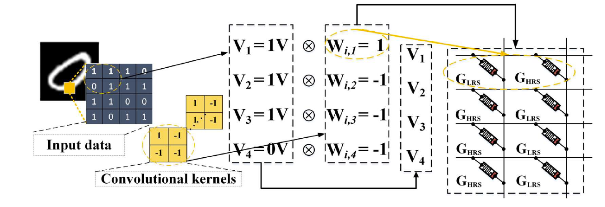 1 1 1 0
0 1 1 1
1 1 0 0
1 0 1 1
Input data
1 -1
1 -1
1 -1
-1 -1
Convolutional kernels
V1=1V ⊗ Wi,1= 1
V2=1V ⊗ Wi,2= -1
V3=1V ⊗ Wi,3= -1
V4=0V ⊗ Wi,4= -1
V1
V2
V3
V4
GLRS GHRS
GHRS GLRS
GHRS GLRS
GHRS GLRS